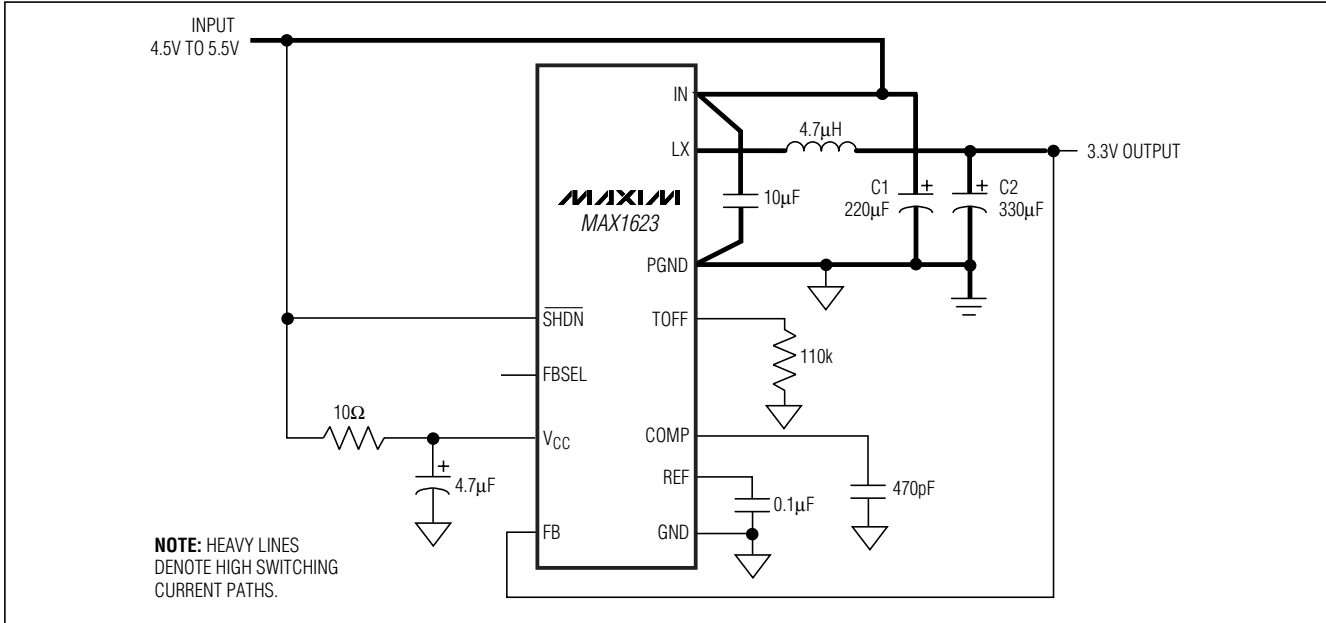 INPUT
4.5V TO 5.5V
IN
4.7μH
LX
3.3V OUTPUT
C1
220μF
+
+
C2
330μF
10μF
MAXIM
MAX1623
PGND
SHDN
TOFF
110k
FBSEL
10Ω
VCC
COMP
+
4.7μF
REF
470pF
0.1μF
FB
GND
NOTE: HEAVY LINES
DENOTE HIGH SWITCHING
CURRENT PATHS.